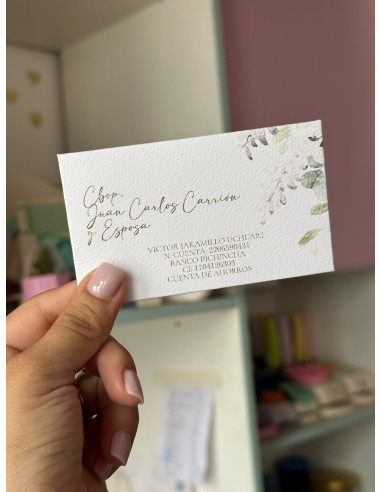 Cbop.
Juan Carlos Carrión
y Esposa
VICTOR JARAMILLO UCHUARI
N. CUENTA: 2206598431
BANCO PICHINCHA
CI: 1104126303
CUENTA DE AHORROS